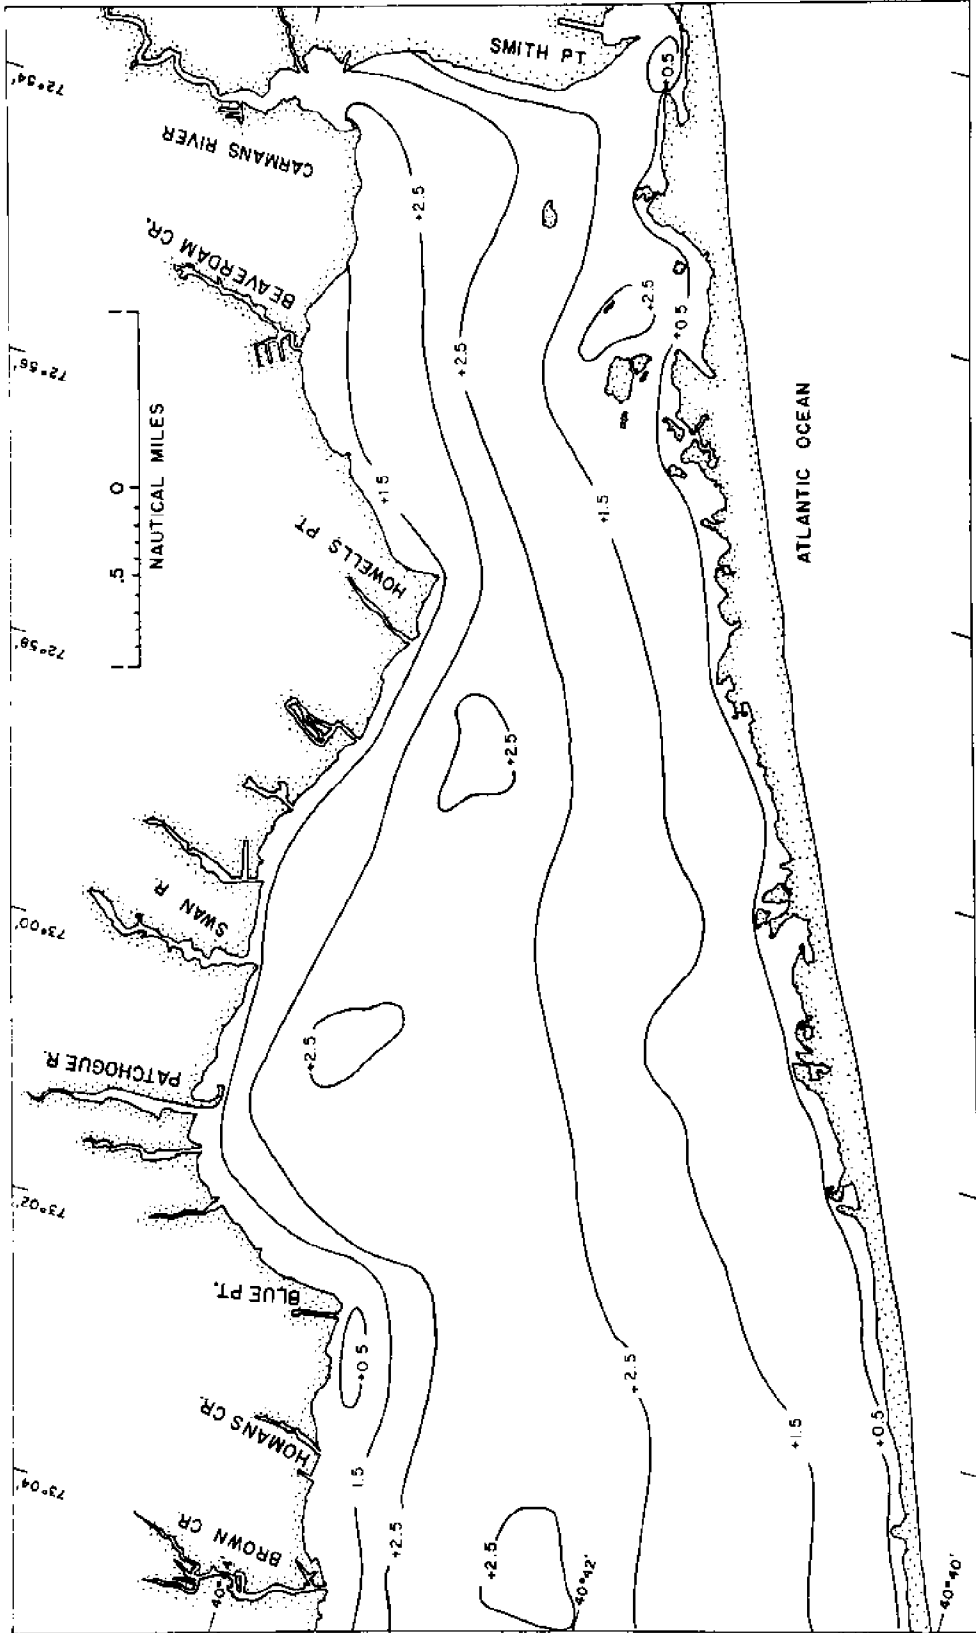 72°54'
SMITH PT.
+0.5
CARMANS RIVER
+2.5
BEAVERDAM CR.
+2.5
+0.5
72°56'
+2.5
NAUTICAL MILES
.5 0
+1.5
+1.5
ATLANTIC OCEAN
HOWELLS PT.
72°58'
+2.5
SWAN R.
73°00'
+2.5
PATCHOGUE R.
73°02'
BLUE PT.
+0.5
+2.5
HOMANS CR.
+1.5
+0.5
73°04'
1.5
BROWN CR.
+2.5
+2.5
40°42'
40°40'